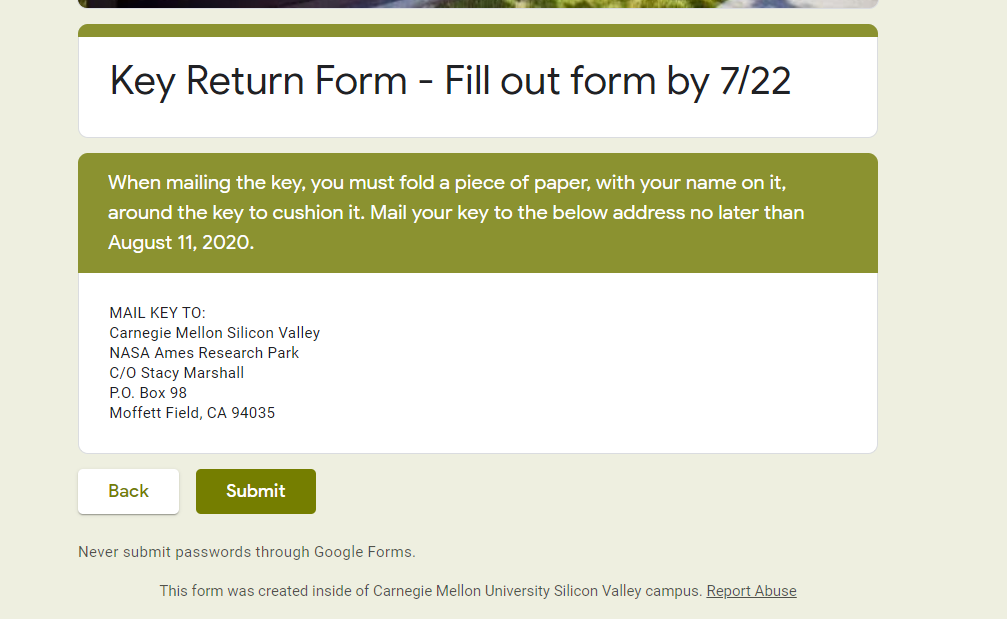 Key Return Form - Fill out form by 7/22
When mailing the key, you must fold a piece of paper, with your name on it,
around the key to cushion it. Mail your key to the below address no later than
August 11, 2020.
MAIL KEY TO:
Carnegie Mellon Silicon Valley
NASA Ames Research Park
C/O Stacy Marshall
P.O. Box 98
Moffett Field, CA 94035
Back
Submit
Never submit passwords through Google Forms.
This form was created inside of Carnegie Mellon University Silicon Valley campus. Report Abuse